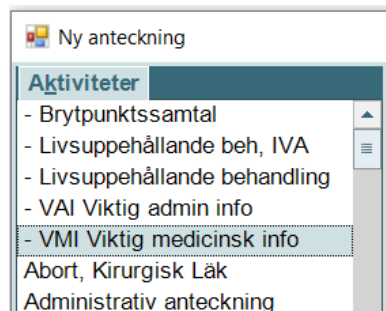 Ny anteckning
Aktiviteter
- Brytpunktssamtal
- Livsuppehållande beh, IVA
- Livsuppehållande behandling
- VAI Viktig admin info
- VMI Viktig medicinsk info
Abort, Kirurgisk Läk
Administrativ anteckning